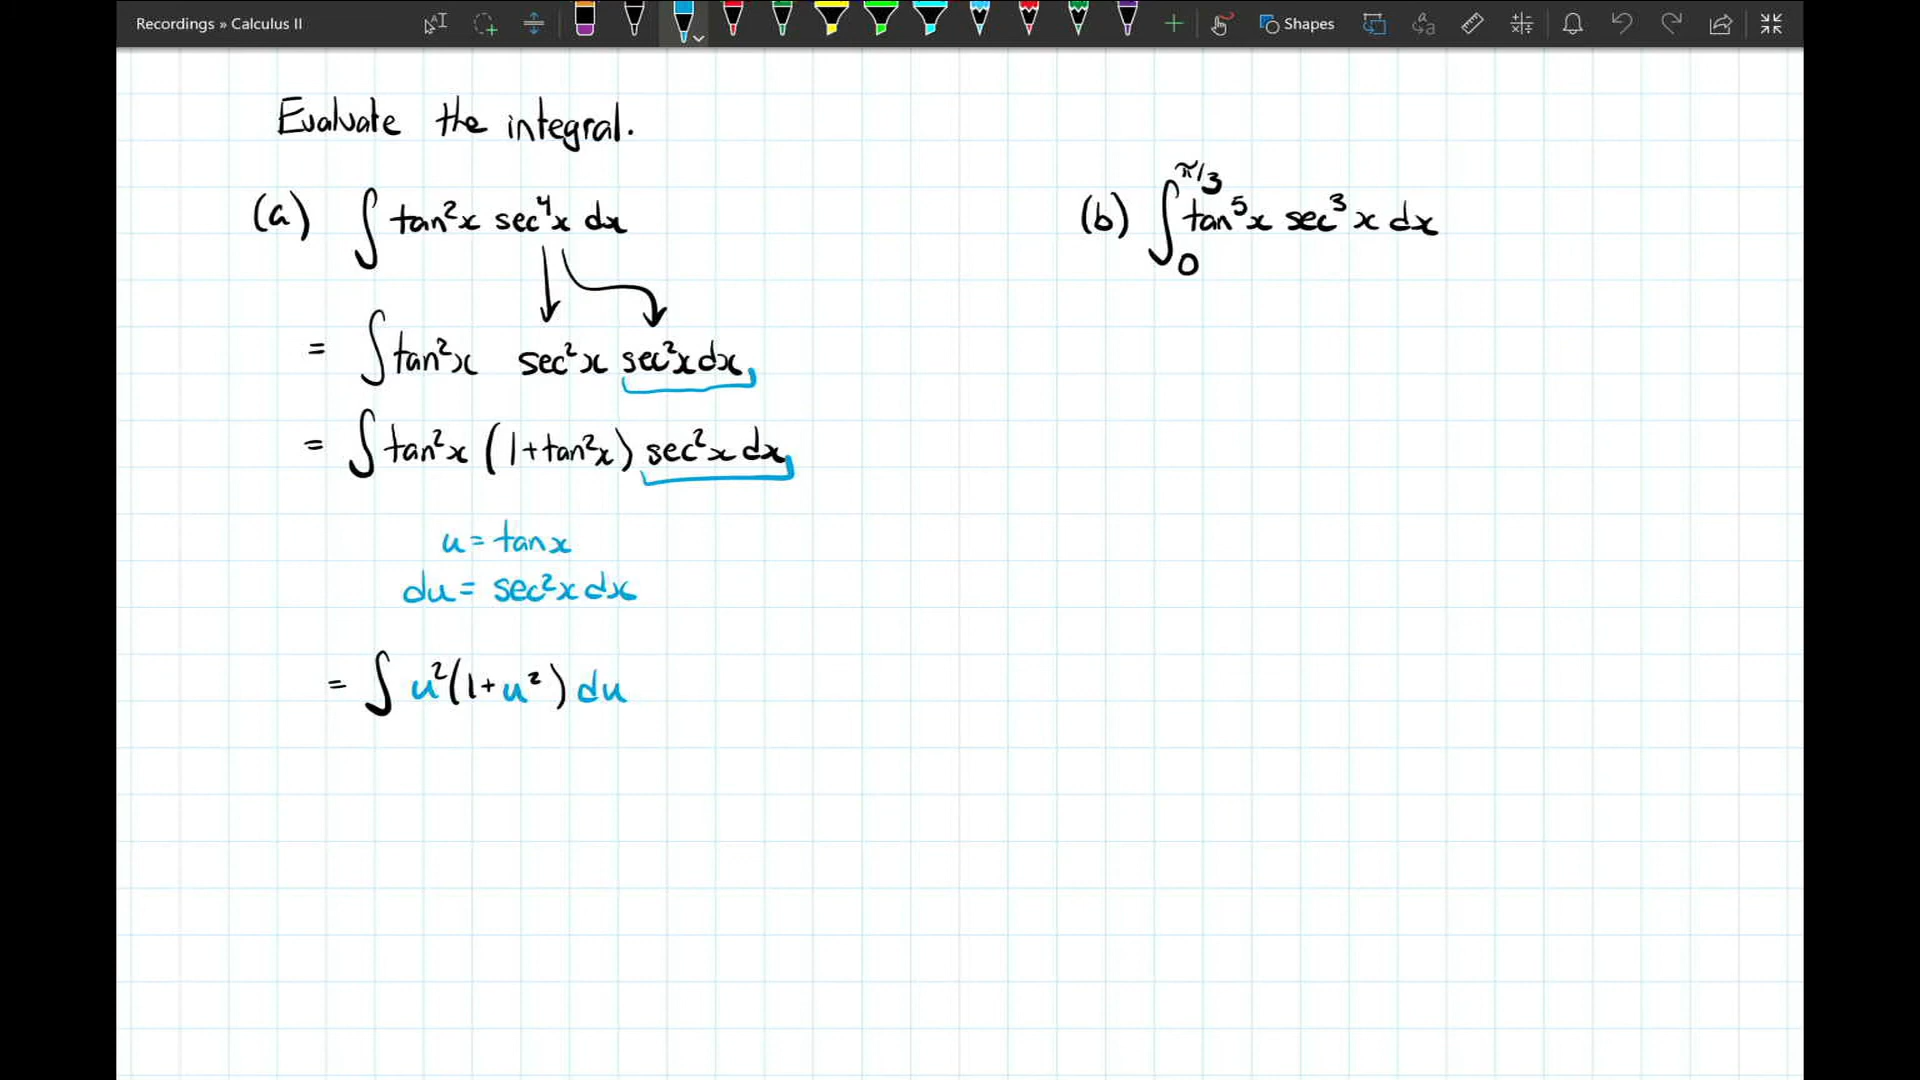 Recordings » Calculus II
Shapes
Evaluate the integral.
(a) ∫ tan²x sec⁴x dx
= ∫ tan²x sec²x sec²x dx
= ∫ tan²x (1+tan²x) sec²x dx
u = tanx
du = sec²x dx
= ∫ u²(1+u²) du
(b) ∫₀^π/3 tan⁵x sec³x dx